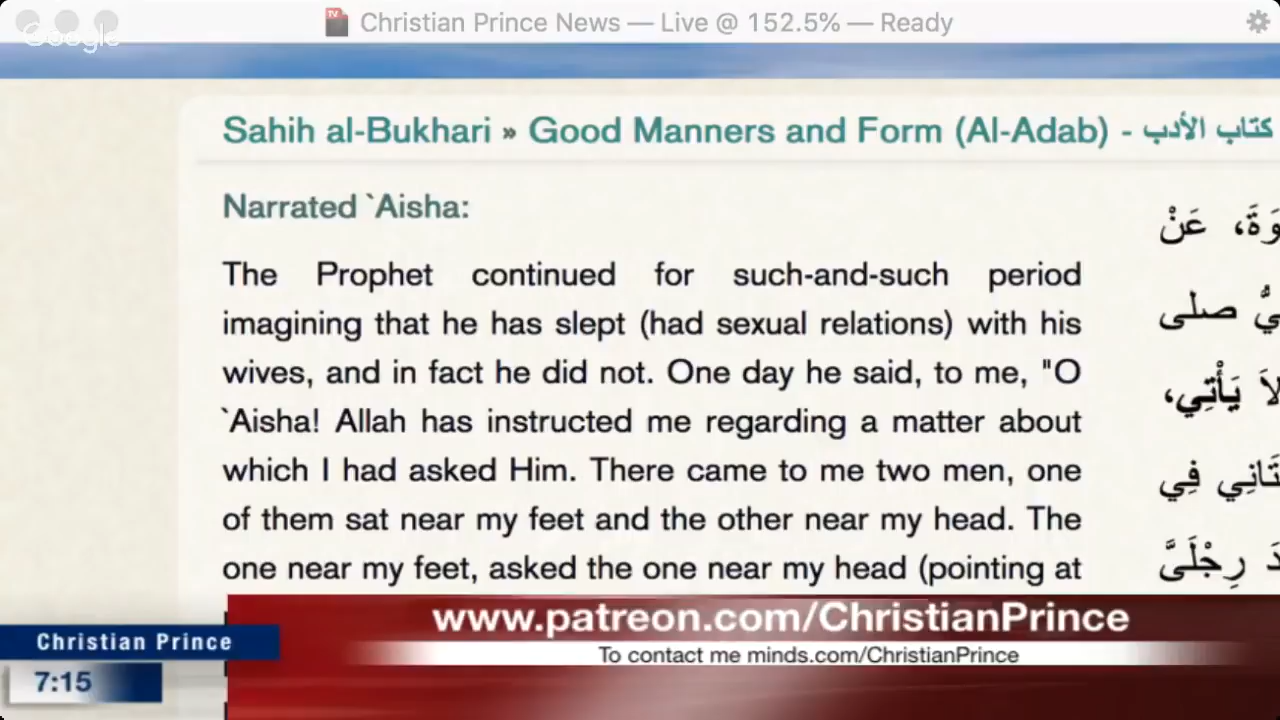 Christian Prince News — Live @ 152.5% — Ready
Google
Sahih al-Bukhari » Good Manners and Form (Al-Adab) - كتاب الأدب
Narrated `Aisha:
The Prophet continued for such-and-such period
imagining that he has slept (had sexual relations) with his
wives, and in fact he did not. One day he said, to me, "O
`Aisha! Allah has instructed me regarding a matter about
which I had asked Him. There came to me two men, one
of them sat near my feet and the other near my head. The
one near my feet, asked the one near my head (pointing at
عَنْ
صلى
لاَ يَأْتِي،
فِي
رِجْلَىَّ
www.patreon.com/ChristianPrince
To contact me minds.com/ChristianPrince
Christian Prince
7:15